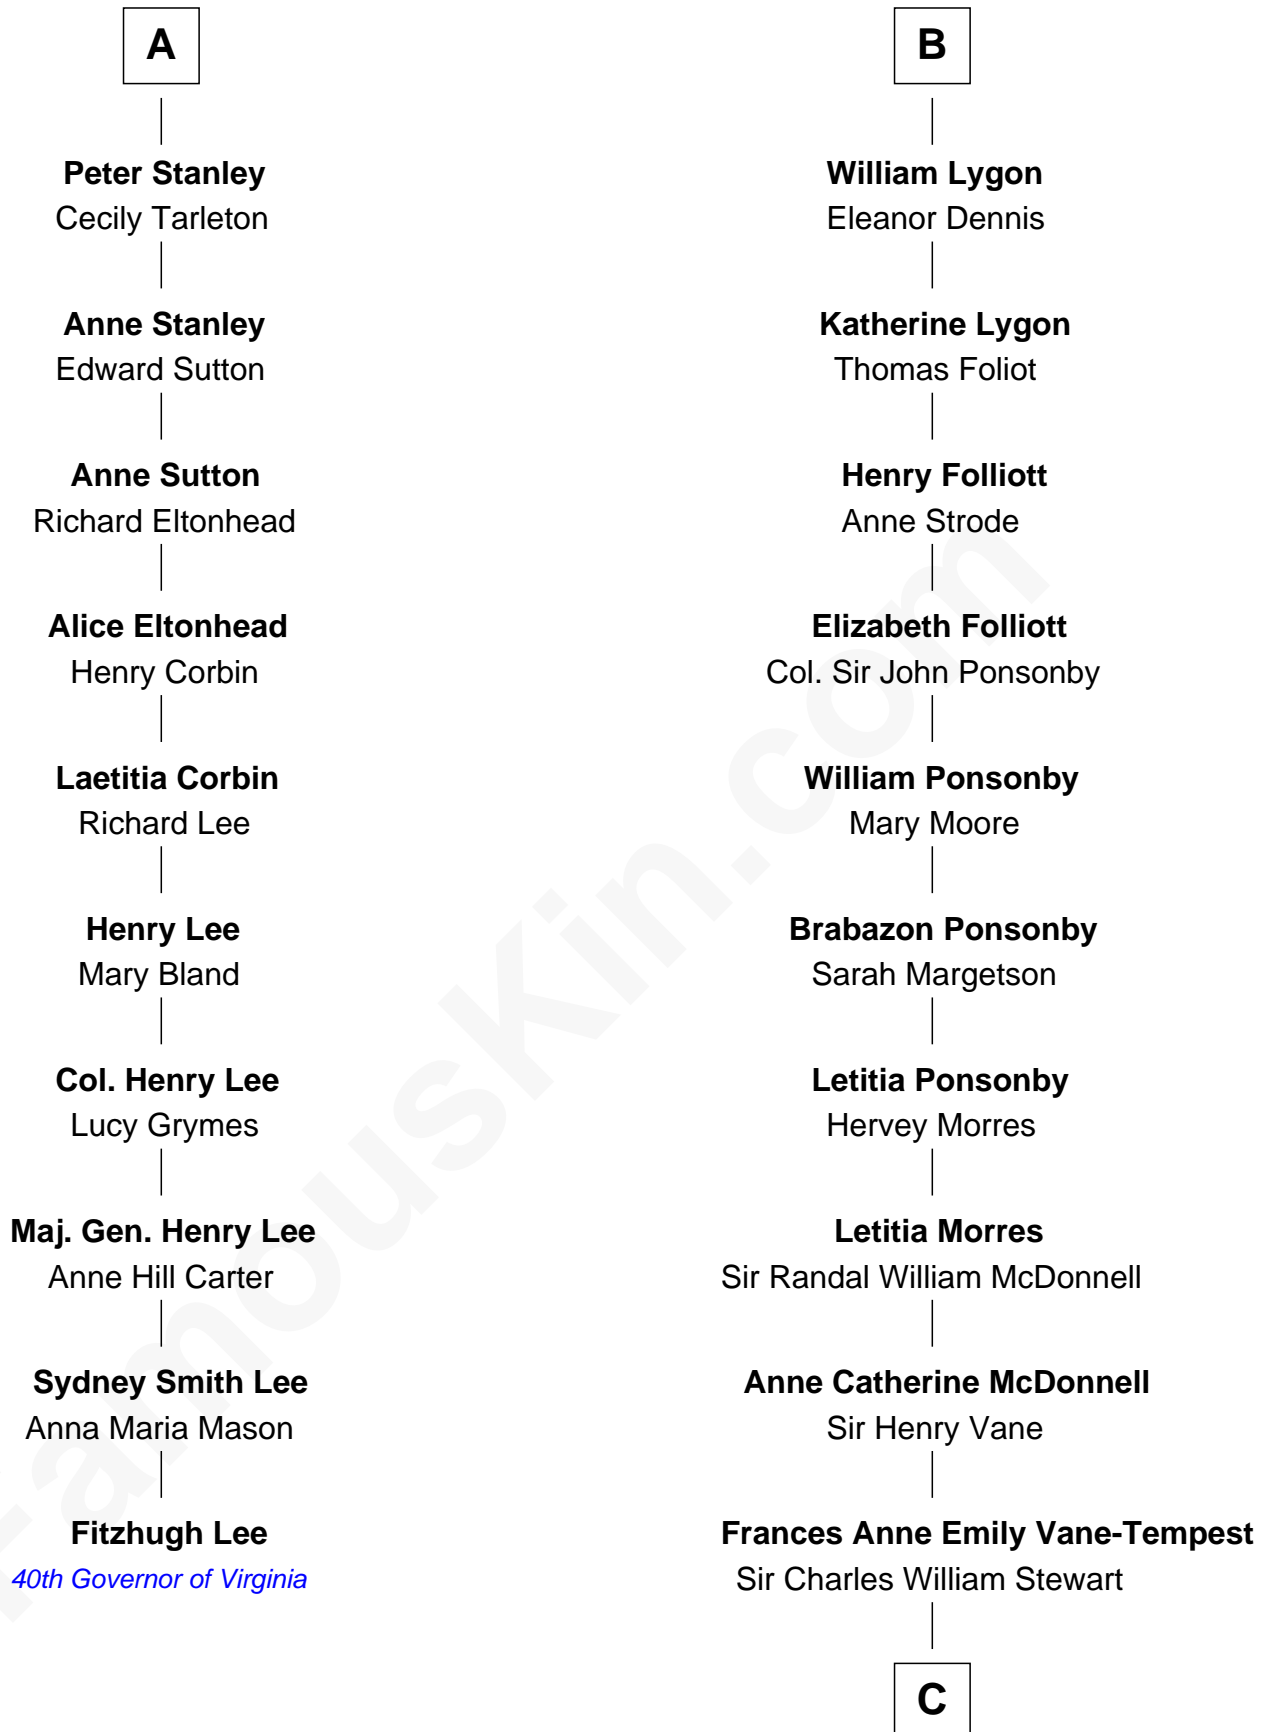 A
Peter Stanley
Cecily Tarleton
Anne Stanley
Edward Sutton
Anne Sutton
Richard Eltonhead
Alice Eltonhead
Henry Corbin
Laetitia Corbin
Richard Lee
Henry Lee
Mary Bland
Col. Henry Lee
Lucy Grymes
Maj. Gen. Henry Lee
Anne Hill Carter
Sydney Smith Lee
Anna Maria Mason
Fitzhugh Lee
40th Governor of Virginia
B
William Lygon
Eleanor Dennis
Katherine Lygon
Thomas Foliot
Henry Folliott
Anne Strode
Elizabeth Folliott
Col. Sir John Ponsonby
William Ponsonby
Mary Moore
Brabazon Ponsonby
Sarah Margetson
Letitia Ponsonby
Hervey Morres
Letitia Morres
Sir Randal William McDonnell
Anne Catherine McDonnell
Sir Henry Vane
Frances Anne Emily Vane-Tempest
Sir Charles William Stewart
C
FamousKin.com